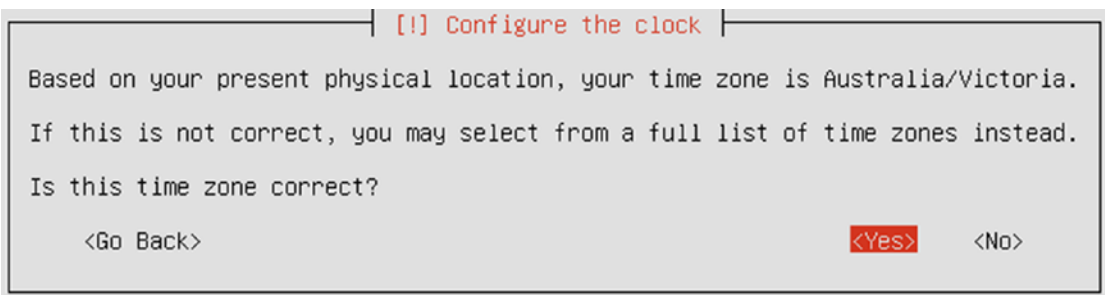 [!] Configure the clock
Based on your present physical location, your time zone is Australia/Victoria.
If this is not correct, you may select from a full list of time zones instead.
Is this time zone correct?
<Go Back> <Yes> <No>